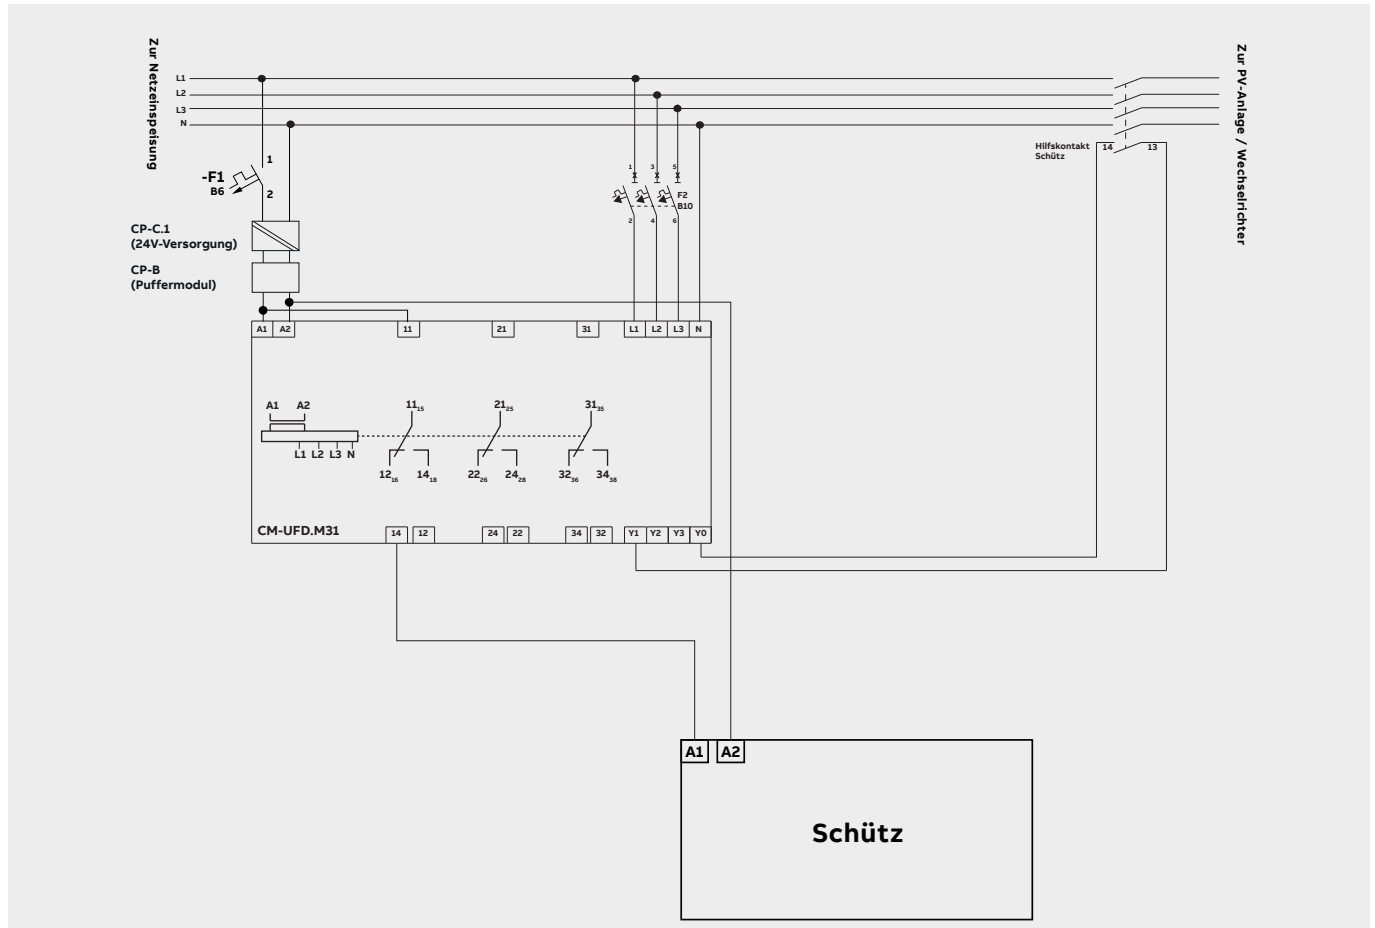 Zur Netzeinspeisung
Zur PV-Anlage / Wechselrichter
L1
L2
L3
N
Hilfskontakt
Schütz
14
13
1
-F1
B6
2
1
3
5
F2
B10
2
4
6
CP-C.1
(24V-Versorgung)
CP-B
(Puffermodul)
A1
A2
11
21
31
L1
L2
L3
N
A1
A2
11 15
21 25
31 35
L1 L2 L3 N
12 16
14 18
22 26
24 28
32 36
34 38
CM-UFD.M31
14
12
24
22
34
32
Y1
Y2
Y3
Y0
A1
A2
Schütz